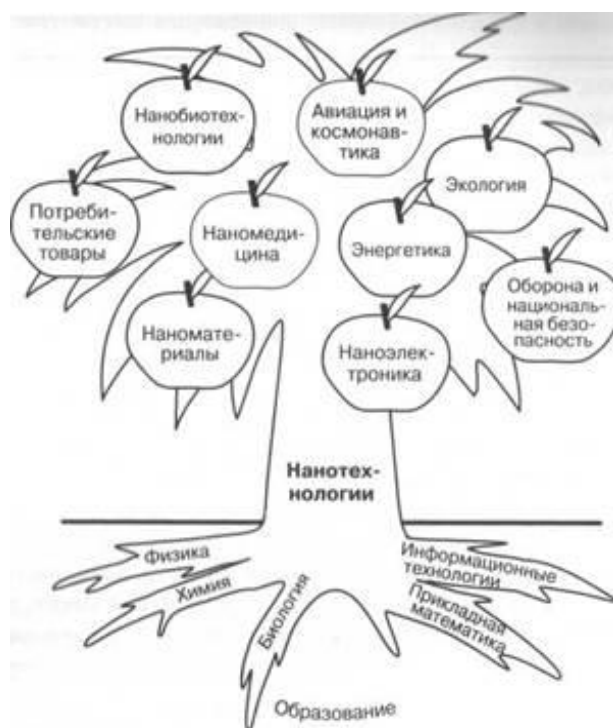 Нанобиотех-
нологии
Авиация и
космонав-
тика
Экология
Потреби-
тельские
товары
Наномеди-
цина
Энергетика
Оборона и
националь-
ная безо-
пасность
Наномате-
риалы
Наноэлек-
троника
Нанотех-
нологии
Физика
Химия
Биология
Информационные
технологии
Прикладная
математика
Образование